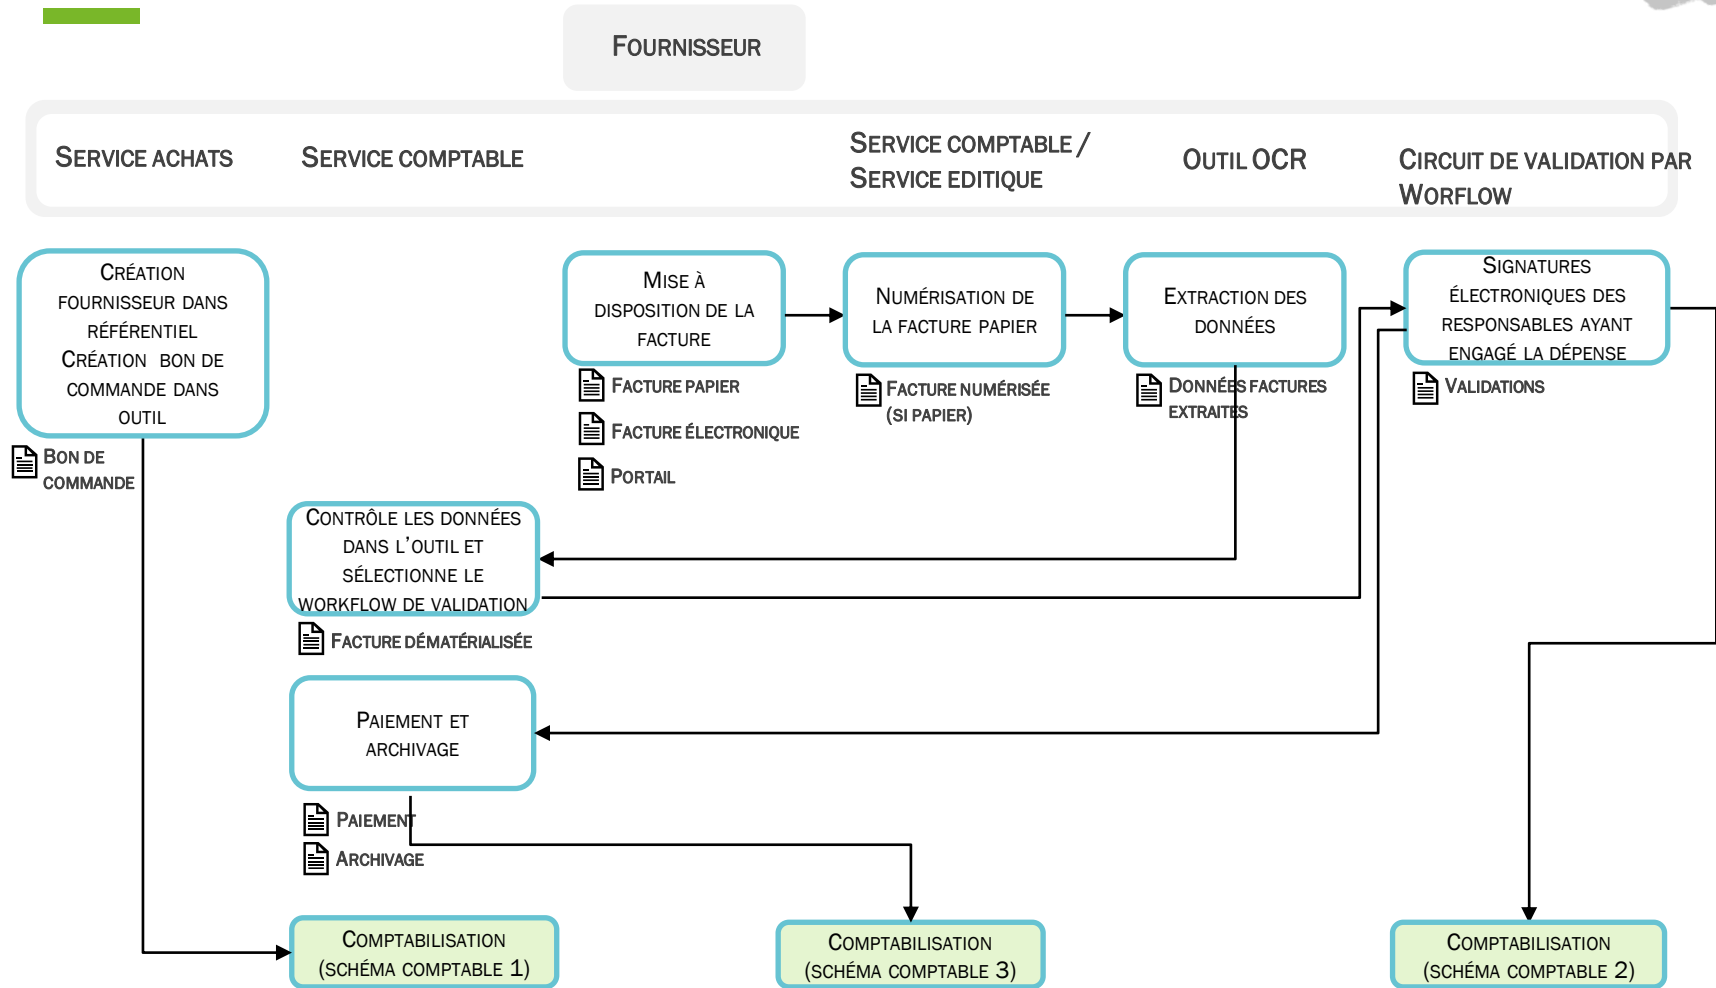 Fournisseur
Service achats
Service comptable
Service comptable /
Service editique
Outil OCR
Circuit de validation par
Worflow
Création
fournisseur dans
référentiel
Création bon de
commande dans
outil
Bon de
commande
Mise à
disposition de la
facture
Facture papier
Facture électronique
Portail
Numérisation de
la facture papier
Facture numérisée
(si papier)
Extraction des
données
Données factures
extraites
Signatures
électroniques des
responsables ayant
engagé la dépense
Validations
Contrôle les données
dans l'outil et
sélectionne le
workflow de validation
Facture dématérialisée
Paiement et
archivage
Paiement
Archivage
Comptabilisation
(schéma comptable 1)
Comptabilisation
(schéma comptable 3)
Comptabilisation
(schéma comptable 2)